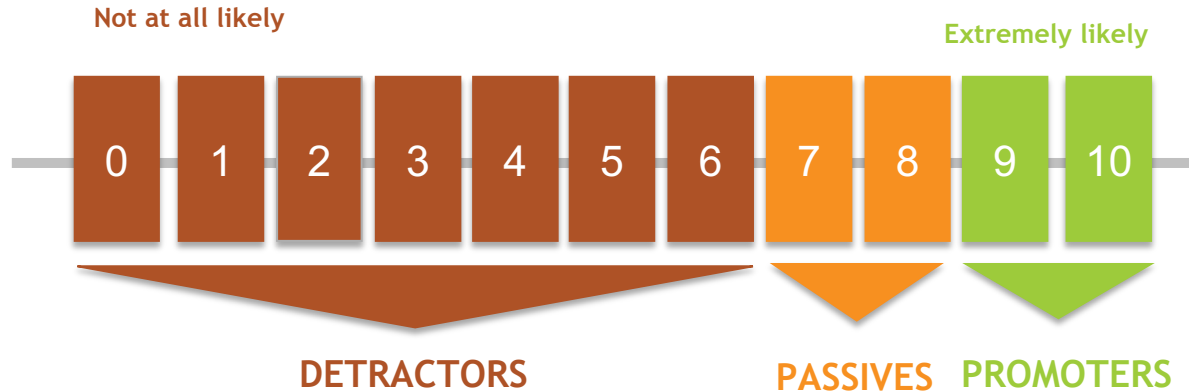 Not at all likely
Extremely likely
0 1 2 3 4 5 6 7 8 9 10
DETRACTORS PASSIVES PROMOTERS